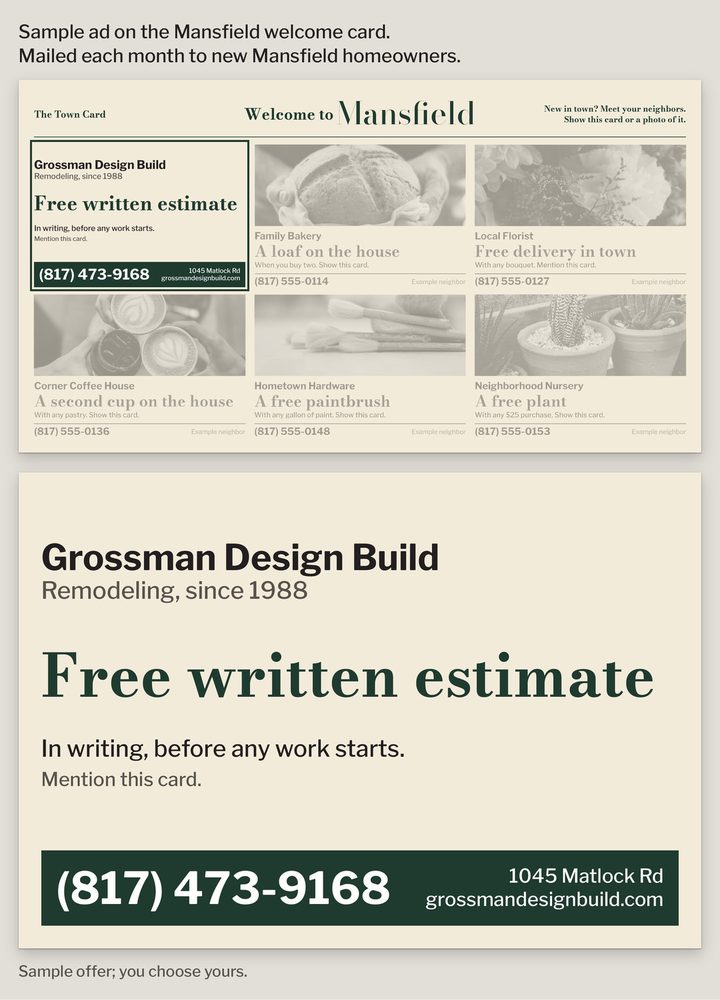 Sample ad on the Mansfield welcome card.
Mailed each month to new Mansfield homeowners.
The Town Card
Welcome to Mansfield
New in town? Meet your neighbors.
Show this card or a photo of it.
Grossman Design Build
Remodeling, since 1988
Free written estimate
In writing, before any work starts.
Mention this card.
(817) 473-9168
1045 Matlock Rd
grossmandesignbuild.com
Family Bakery
A loaf on the house
When you buy two. Show this card.
(817) 555-0114
Example neighbor
Local Florist
Free delivery in town
With any bouquet. Mention this card.
(817) 555-0127
Example neighbor
Corner Coffee House
A second cup on the house
With any pastry. Show this card.
(817) 555-0136
Example neighbor
Hometown Hardware
A free paintbrush
With any gallon of paint. Show this card.
(817) 555-0148
Example neighbor
Neighborhood Nursery
A free plant
With any $25 purchase. Show this card.
(817) 555-0153
Example neighbor
Grossman Design Build
Remodeling, since 1988
Free written estimate
In writing, before any work starts.
Mention this card.
(817) 473-9168
1045 Matlock Rd
grossmandesignbuild.com
Sample offer; you choose yours.